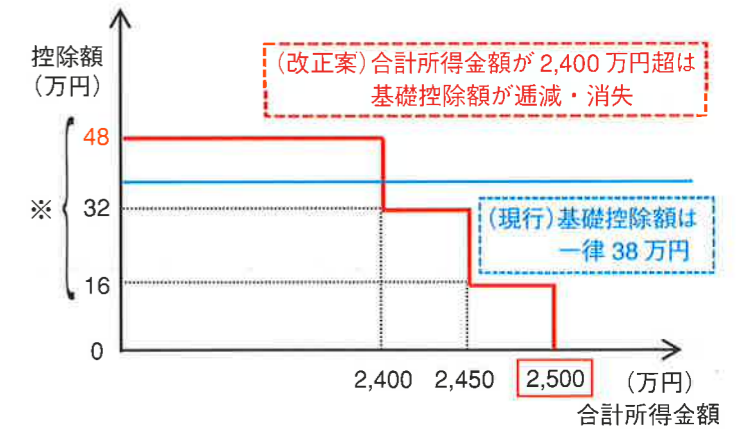 控除額
（万円）
（改正案）合計所得金額が 2,400 万円超は
基礎控除額が逓減・消失
48
※
32
16
0
（現行）基礎控除額は
一律 38 万円
2,400
2,450
2,500
（万円）
合計所得金額